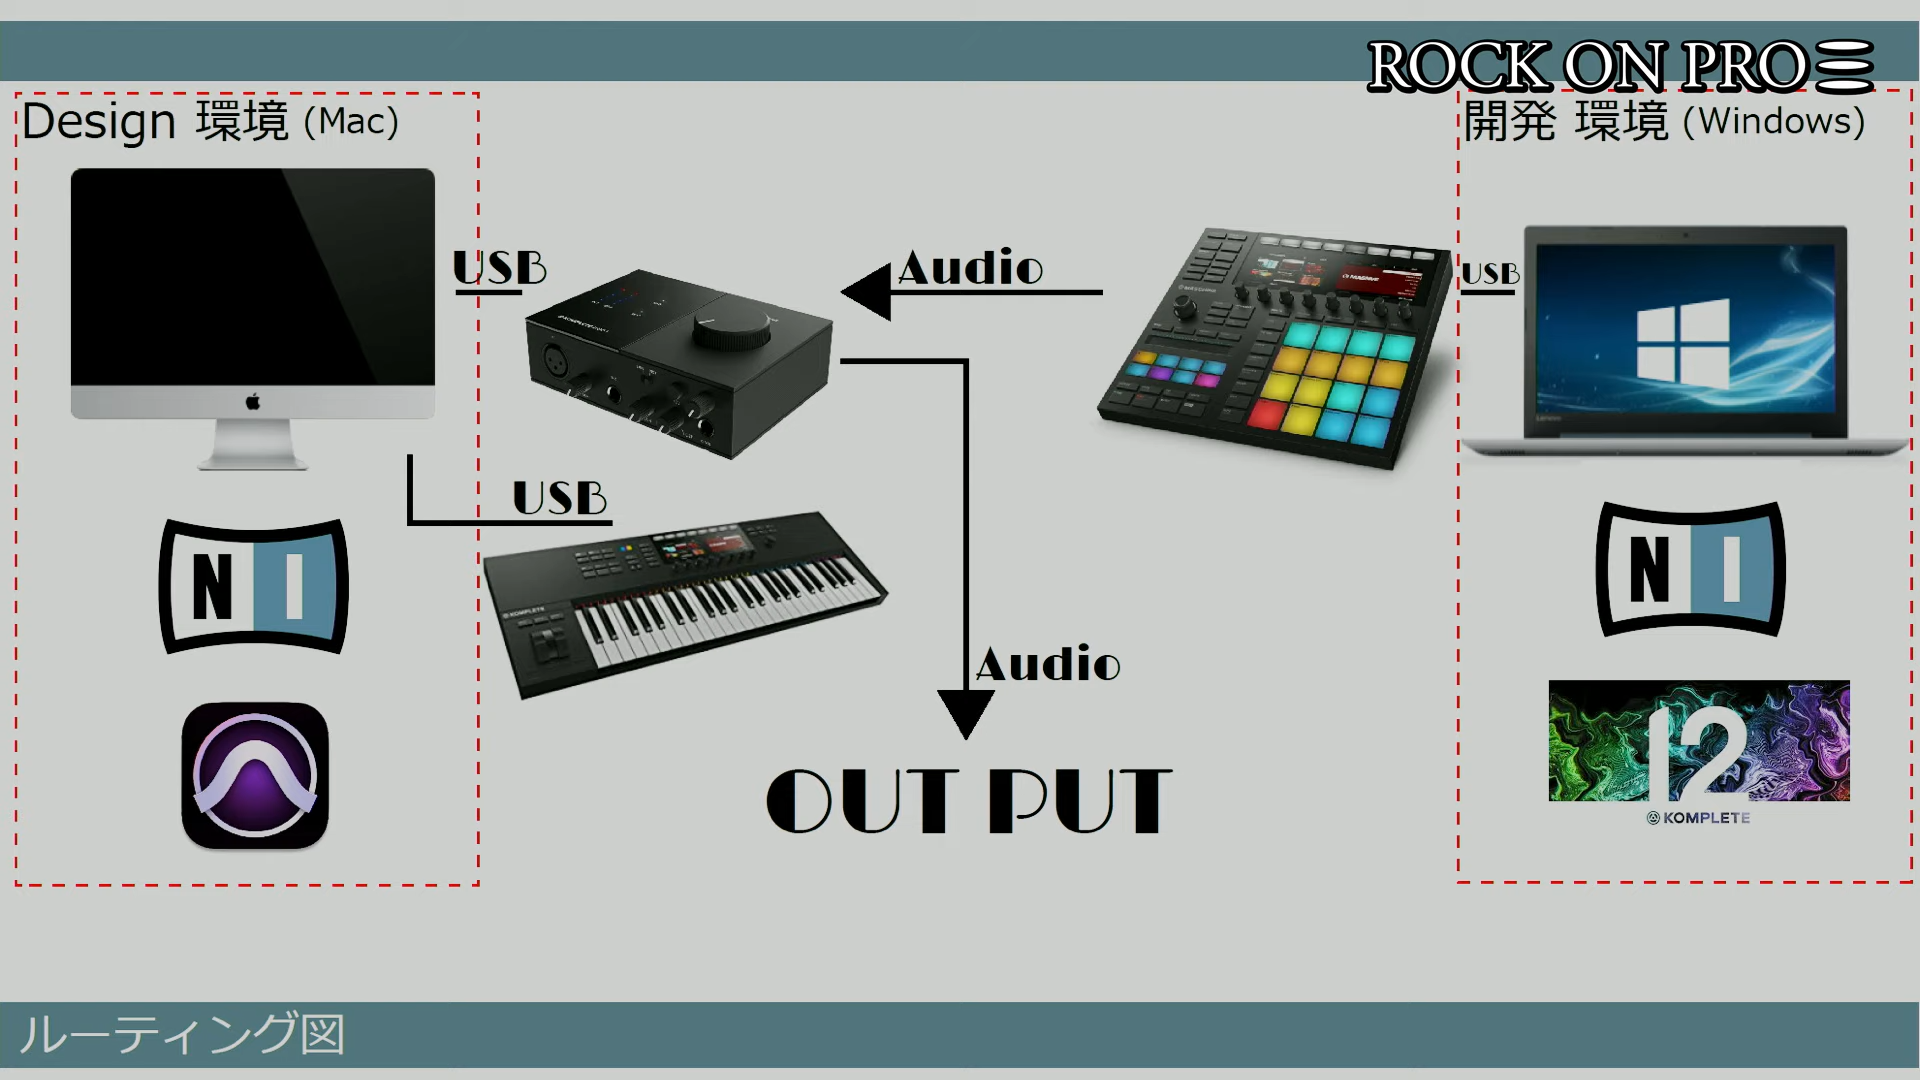 ROCK ON PRO
Design 環境 (Mac)
開発 環境 (Windows)
USB
Audio
USB
USB
KOMPLETE
N I
N I
Audio
12
KOMPLETE
OUT PUT
ルーティング図